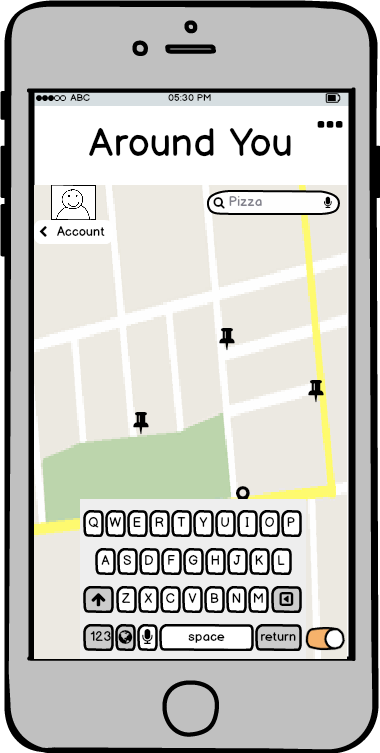 ABC 05:30 PM
Around You
Pizza
Account
Q W E R T Y U I O P
A S D F G H J K L
Z X C V B N M
123 space return